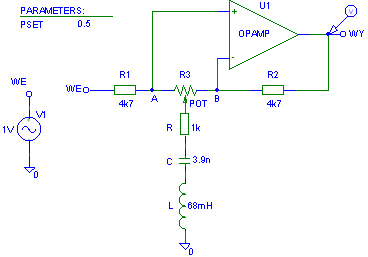 PARAMETERS:
PSET 0.5
U1
V
+
OPAMP
WY
-
WE
R1
R3
R2
WE
A
B
4k7
POT
4k7
V1
1V
R
1k
C
3.9n
0
L
68mH
0